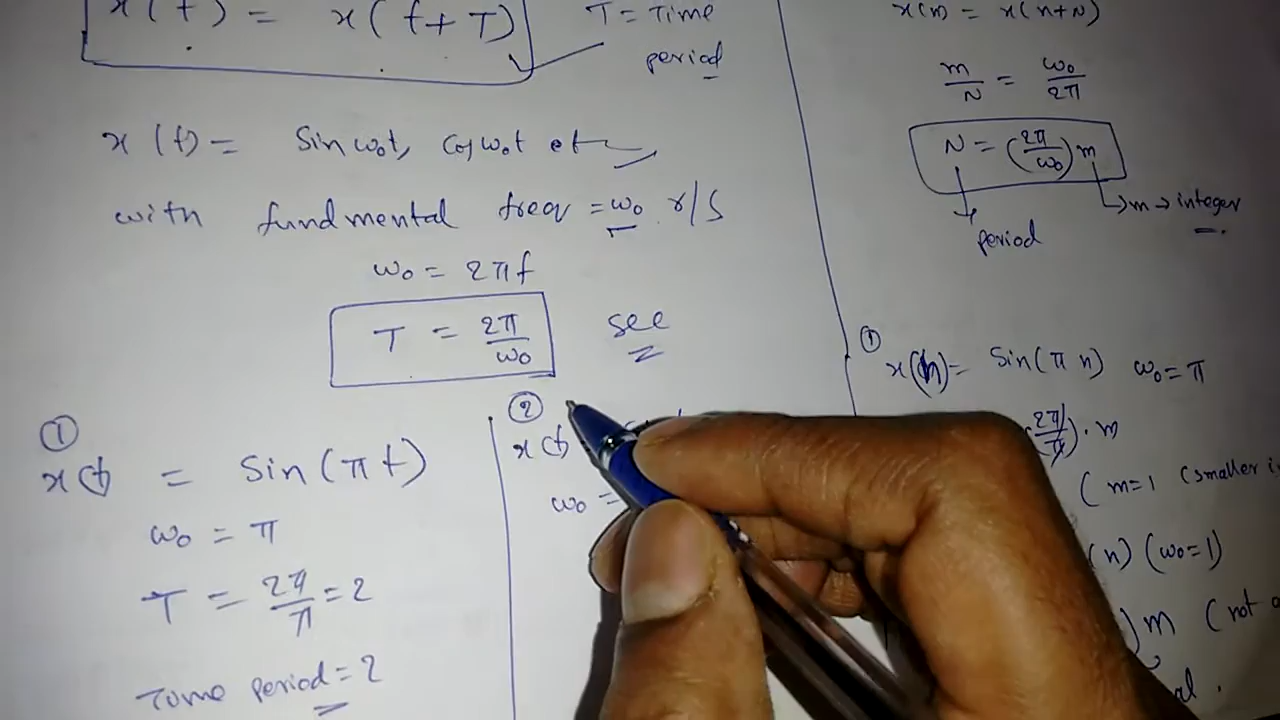 x(t) = x(t+T)
T = Time
period
x(t) = Sin ω₀t, Cos ω₀t etc
with fundmental freq = ω₀ r/s
ω₀ = 2πf
T = 2π/ω₀ see
①
x(t) = Sin(πt)
ω₀ = π
T = 2π/π = 2
Time period = 2
②
x(t)
ω₀ =
x(n) = x(n+N)
m/N = ω₀/2π
N = (2π/ω₀) m
m → integer
period
①
x(n) = Sin(π n) ω₀ = π
(2π/π) . m
( m=1 (smaller
(n) (ω₀=1)
) m (not